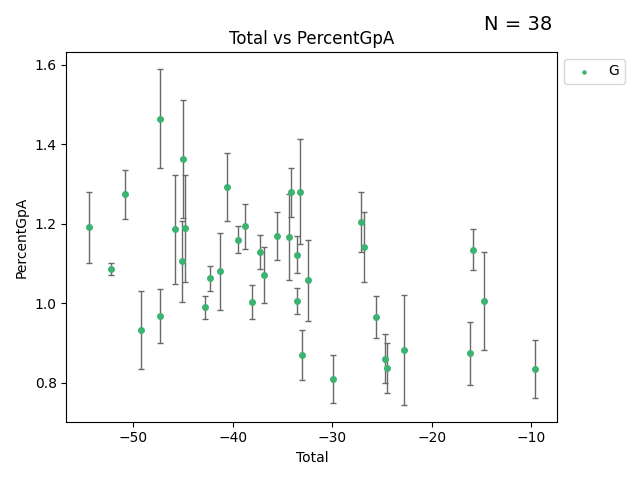 N = 38
Total vs PercentGpA
G
PercentGpA
1.6
1.4
1.2
1.0
0.8
−50 −40 −30 −20 −10
Total